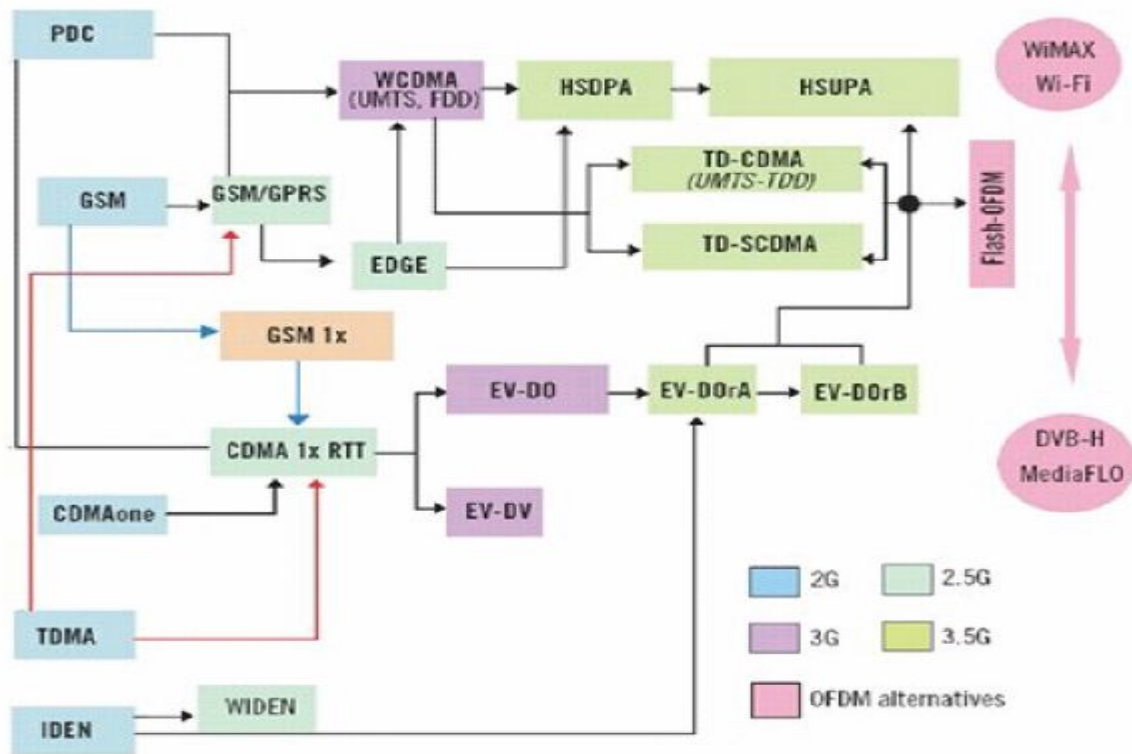 PDC
WiMAX
Wi-Fi
WCDMA
(UMTS, FDD)
HSDPA
HSUPA
TD-CDMA
(UMTS-TDD)
GSM
GSM/GPRS
Flash-OFDM
TD-SCDMA
EDGE
GSM 1x
EV-DO
EV-DOrA
EV-DOrB
DVB-H
MediaFLO
CDMA 1x RTT
CDMAone
EV-DV
2G
2.5G
TDMA
3G
3.5G
WIDEN
OFDM alternatives
IDEN